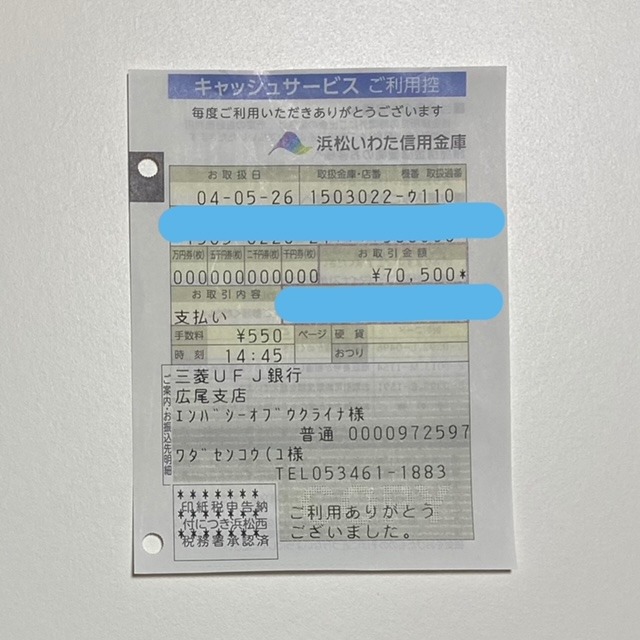 キャッシュサービス ご利用控
毎度ご利用いただきありがとうございます
浜松いわた信用金庫
お取扱日 取扱金庫・店番 機番 取扱通番
04-05-26 1503022-ウ110
万円券(枚) 五千円券(枚) 二千円券(枚) 千円券(枚) お取引金額
000 000 000 000 ¥70,500*
お取引内容
支払い
手数料 ¥550 ページ 硬貨
時刻 14:45 おつり
ご案内・お振込先明細
三菱UFJ銀行
広尾支店
エンバシーオブウクライナ様
普通 0000972597
ワダセンコウ(ユ様
TEL053461-1883
*******
印紙税申告納
*******
付につき浜松西
*******
税務署承認済
ご利用ありがとう
ございました。